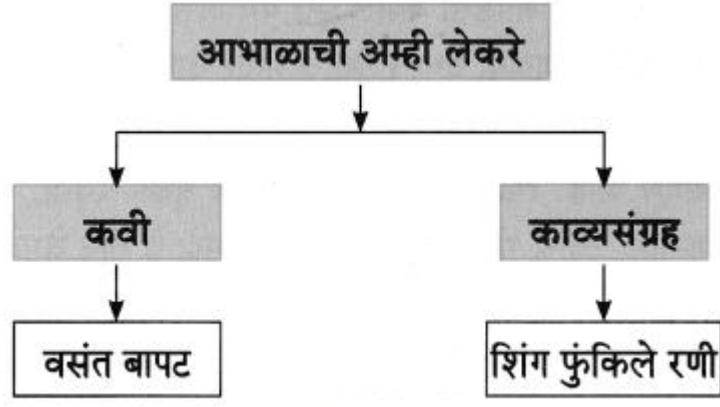 आभाळाची अम्ही लेकरे
कवी
काव्यसंग्रह
वसंत बापट
शिंग फुंकिले रणी